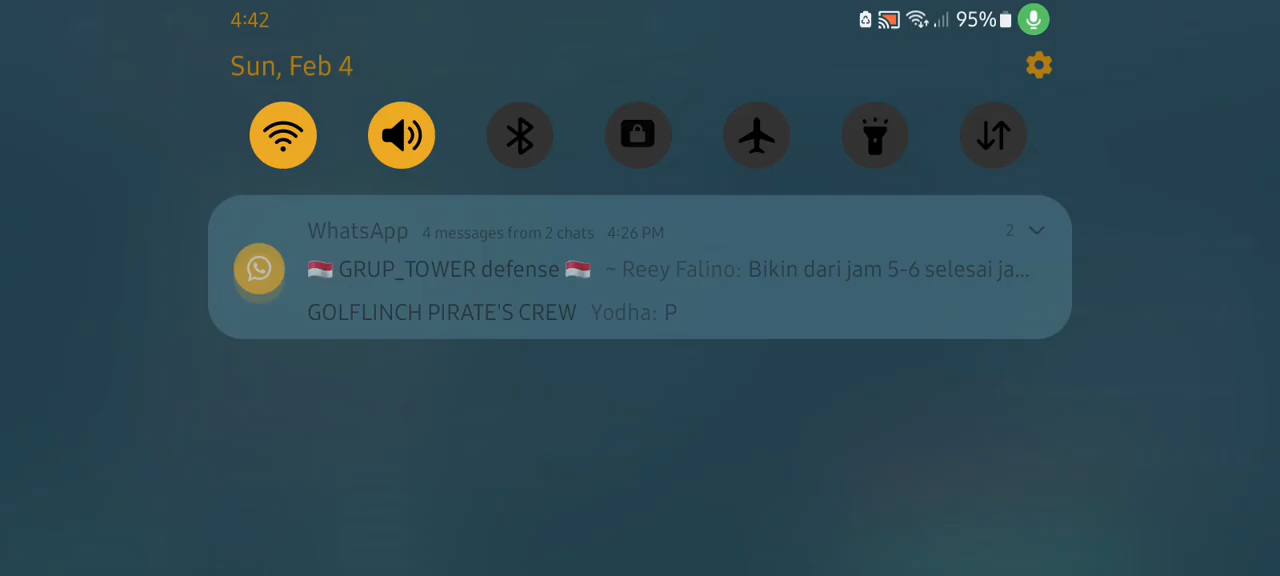 4:42 95%
Sun, Feb 4
WhatsApp 4 messages from 2 chats 4:26 PM 2
🇮🇩 GRUP_TOWER defense 🇮🇩 ~ Reey Falino: Bikin dari jam 5-6 selesai ja...
GOLFLINCH PIRATE'S CREW Yodha: P